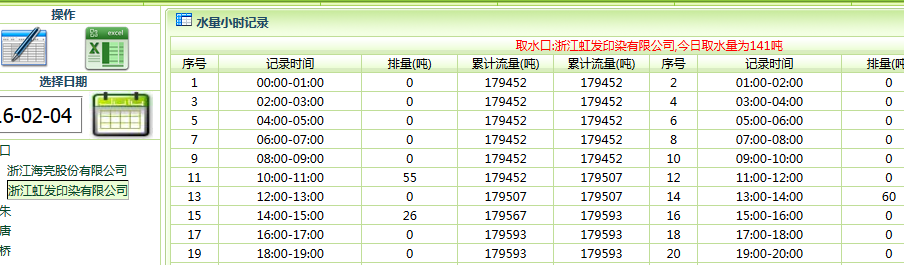 操作
excel
选择日期
6-02-04
口
浙江海亮股份有限公司
浙江虹发印染有限公司
朱
唐
桥
水量小时记录
取水口:浙江虹发印染有限公司,今日取水量为141吨
序号 记录时间 排量(吨) 累计流量(吨) 累计流量(吨) 序号 记录时间 排量(吨)
1 00:00-01:00 0 179452 179452 2 01:00-02:00 0
3 02:00-03:00 0 179452 179452 4 03:00-04:00 0
5 04:00-05:00 0 179452 179452 6 05:00-06:00 0
7 06:00-07:00 0 179452 179452 8 07:00-08:00 0
9 08:00-09:00 0 179452 179452 10 09:00-10:00 0
11 10:00-11:00 55 179452 179507 12 11:00-12:00 0
13 12:00-13:00 0 179507 179507 14 13:00-14:00 60
15 14:00-15:00 26 179567 179593 16 15:00-16:00 0
17 16:00-17:00 0 179593 179593 18 17:00-18:00 0
19 18:00-19:00 0 179593 179593 20 19:00-20:00 0